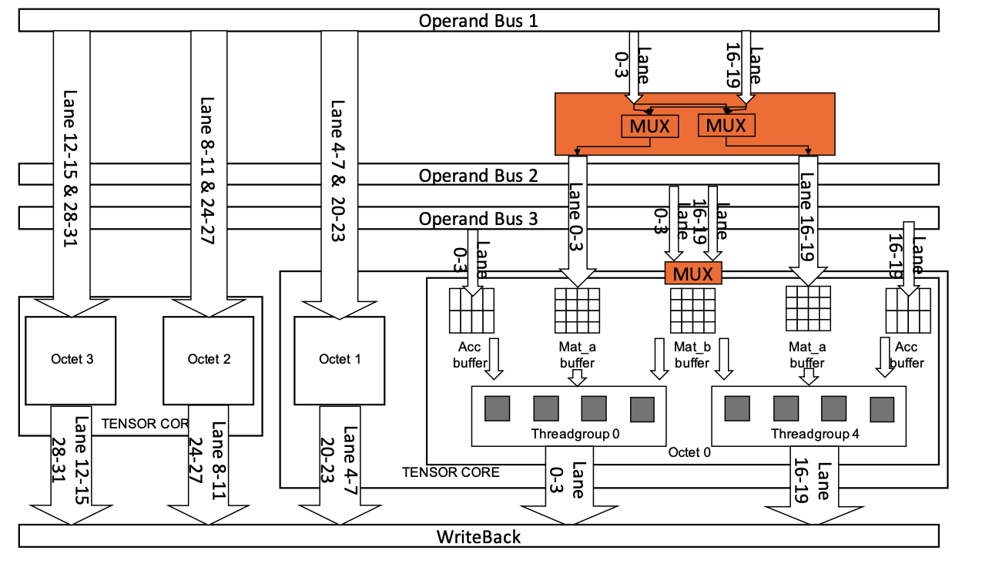 Operand Bus 1
Lane
0-3
Lane
16-19
MUX
MUX
Lane 12-15 & 28-31
Lane 8-11 & 24-27
Lane 4-7 & 20-23
Operand Bus 2
Lane 0-3
Lane
0-3
Lane
16-19
Lane 16-19
Operand Bus 3
Lane
0-3
Lane
16-19
MUX
Octet 3
Octet 2
Octet 1
Acc
buffer
Mat_a
buffer
Mat_b
buffer
Mat_a
buffer
Acc
buffer
TENSOR COR
Threadgroup 0
Threadgroup 4
Octet 0
TENSOR CORE
Lane 12-15
28-31
Lane 8-11
24-27
Lane 4-7
20-23
Lane
0-3
Lane
16-19
WriteBack